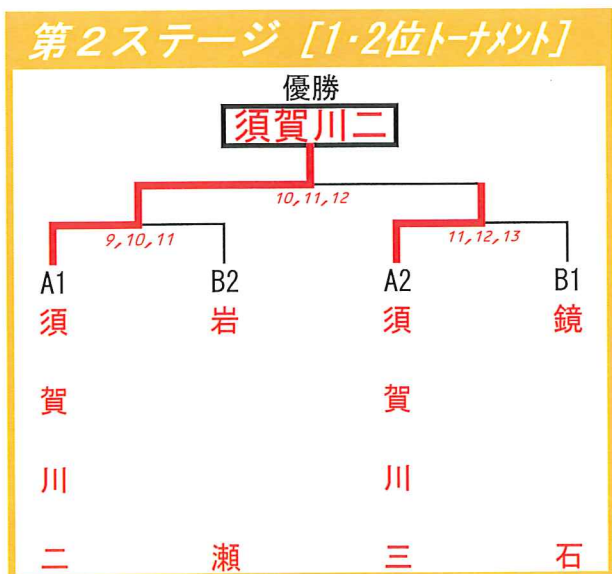 第2ステージ [1・2位トーナメント]
優勝
須賀川二
10,11,12
9,10,11
11,12,13
A1
B2
A2
B1
須賀川二
岩瀬
須賀川三
鏡石